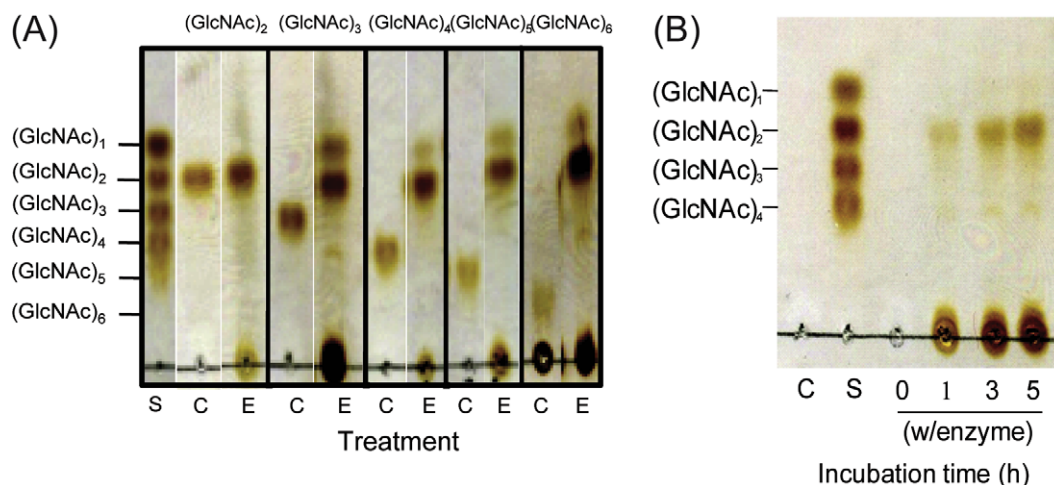 (A)
(GlcNAc)2 (GlcNAc)3 (GlcNAc)4 (GlcNAc)5 (GlcNAc)6
(GlcNAc)1
(GlcNAc)2
(GlcNAc)3
(GlcNAc)4
(GlcNAc)5
(GlcNAc)6
S C E C E C E C E C E
Treatment
(B)
(GlcNAc)1
(GlcNAc)2
(GlcNAc)3
(GlcNAc)4
C S 0 1 3 5
(w/enzyme)
Incubation time (h)